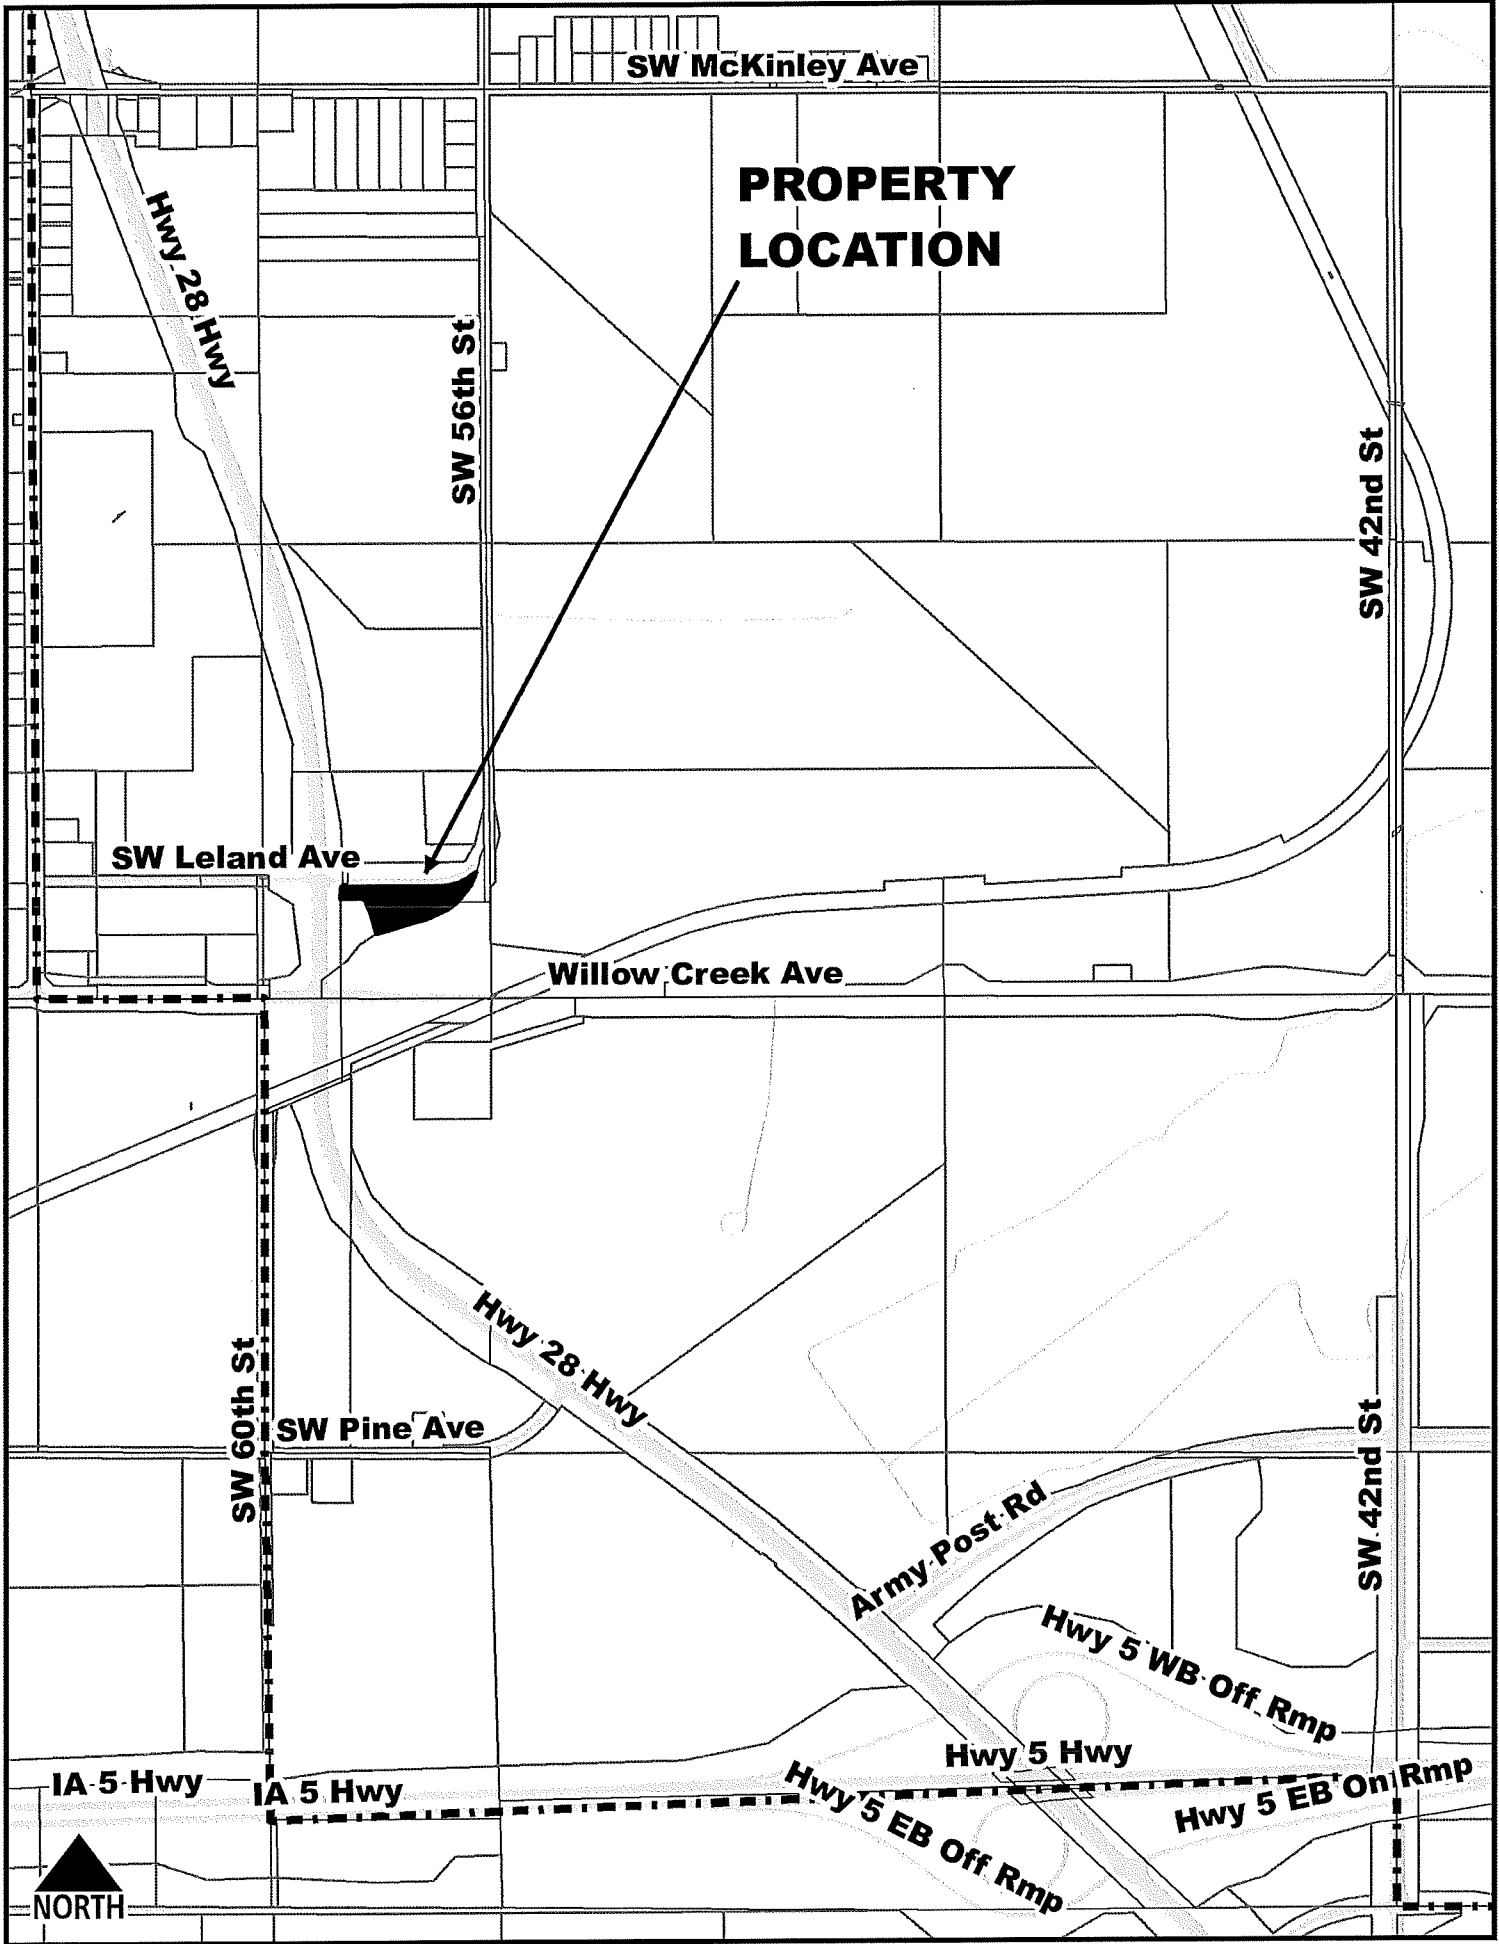 SW McKinley Ave
PROPERTY
LOCATION
Hwy 28 Hwy
SW 56th St
SW 42nd St
SW Leland Ave
Willow Creek Ave
Hwy 28 Hwy
SW 60th St
SW Pine Ave
SW 42nd St
Army Post Rd
Hwy 5 WB Off Rmp
Hwy 5 Hwy
IA 5 Hwy
IA 5 Hwy
Hwy 5 EB Off Rmp
Hwy 5 EB On Rmp
NORTH